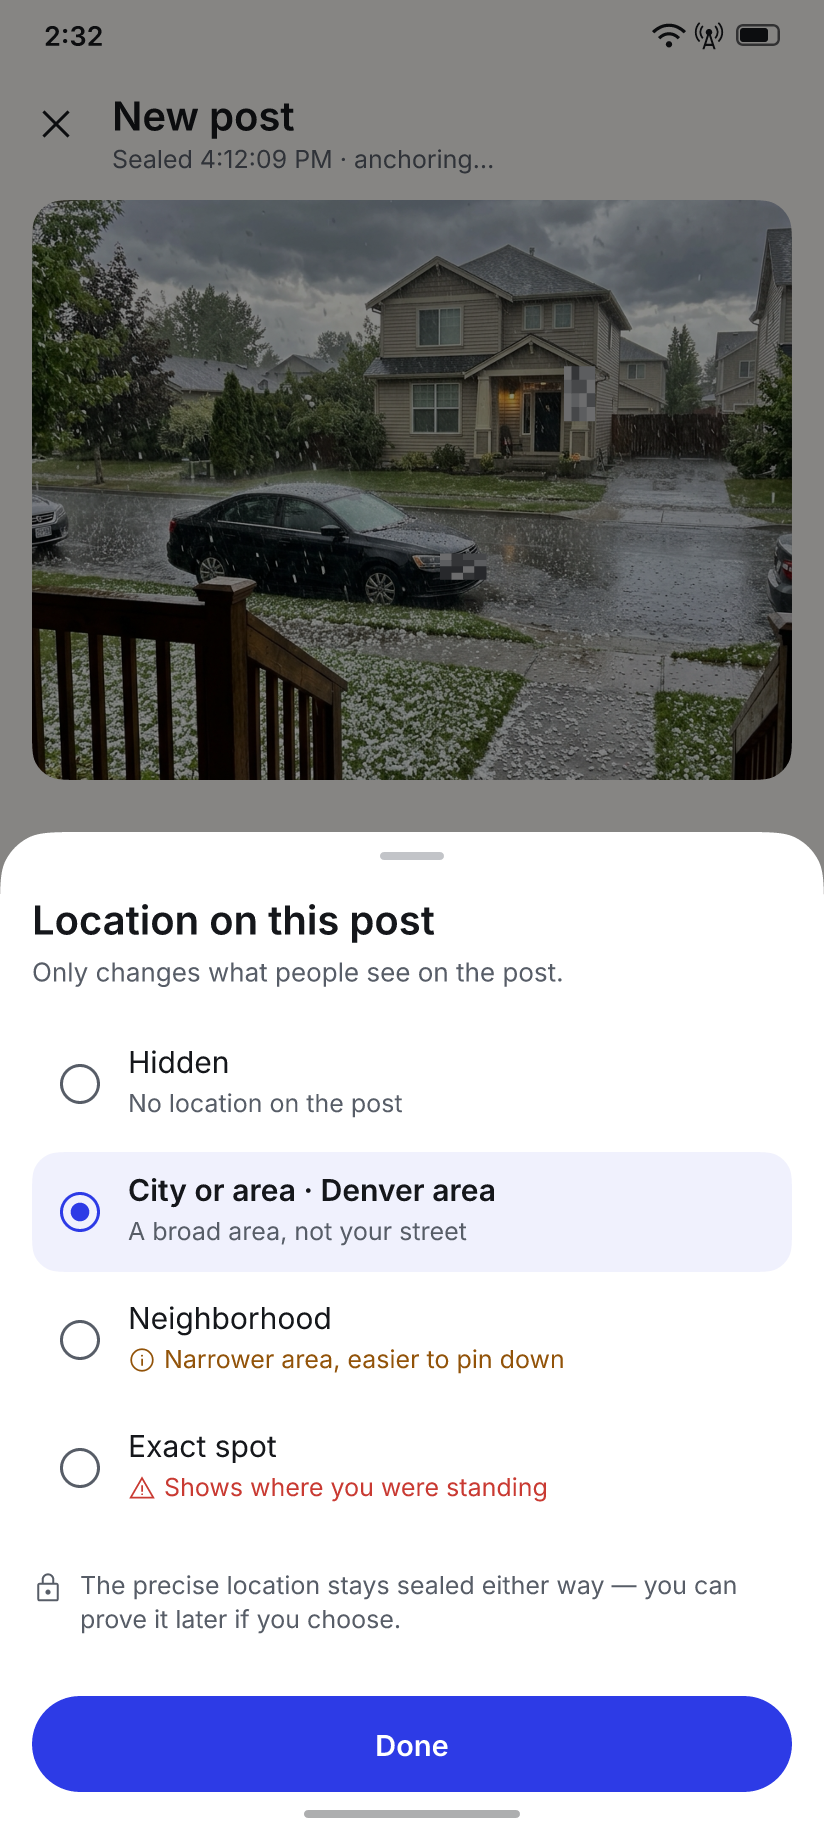 2:32
New post
Sealed 4:12:09 PM · anchoring...
Location on this post
Only changes what people see on the post.
Hidden
No location on the post
City or area · Denver area
A broad area, not your street
Neighborhood
Narrower area, easier to pin down
Exact spot
Shows where you were standing
The precise location stays sealed either way — you can
prove it later if you choose.
Done